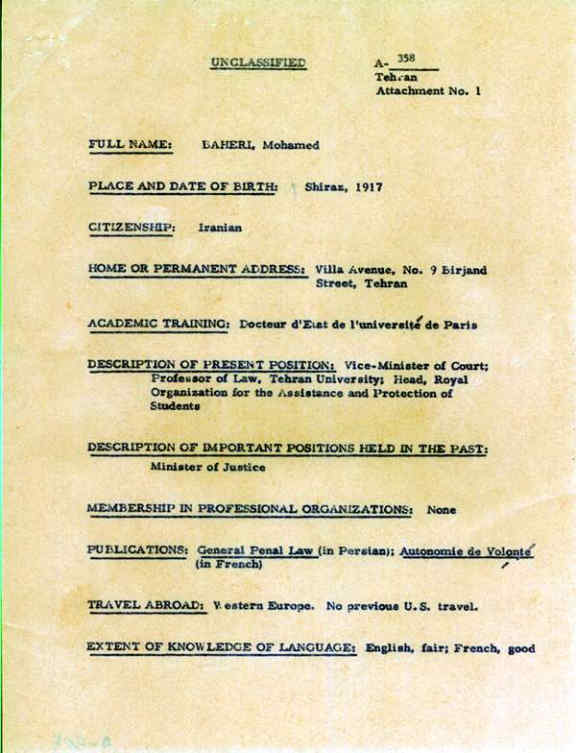 UNCLASSIFIED
A- 358
Tehran
Attachment No. 1
FULL NAME: BAHERI, Mohamed
PLACE AND DATE OF BIRTH: Shiraz, 1917
CITIZENSHIP: Iranian
HOME OR PERMANENT ADDRESS: Villa Avenue, No. 9 Birjand
Street, Tehran
ACADEMIC TRAINING: Docteur d'Etat de l'université de Paris
DESCRIPTION OF PRESENT POSITION: Vice-Minister of Court;
Professor of Law, Tehran University; Head, Royal
Organization for the Assistance and Protection of
Students
DESCRIPTION OF IMPORTANT POSITIONS HELD IN THE PAST:
Minister of Justice
MEMBERSHIP IN PROFESSIONAL ORGANIZATIONS: None
PUBLICATIONS: General Penal Law (in Persian); Autonomie de Volonté
(in French)
TRAVEL ABROAD: Western Europe. No previous U.S. travel.
EXTENT OF KNOWLEDGE OF LANGUAGE: English, fair; French, good